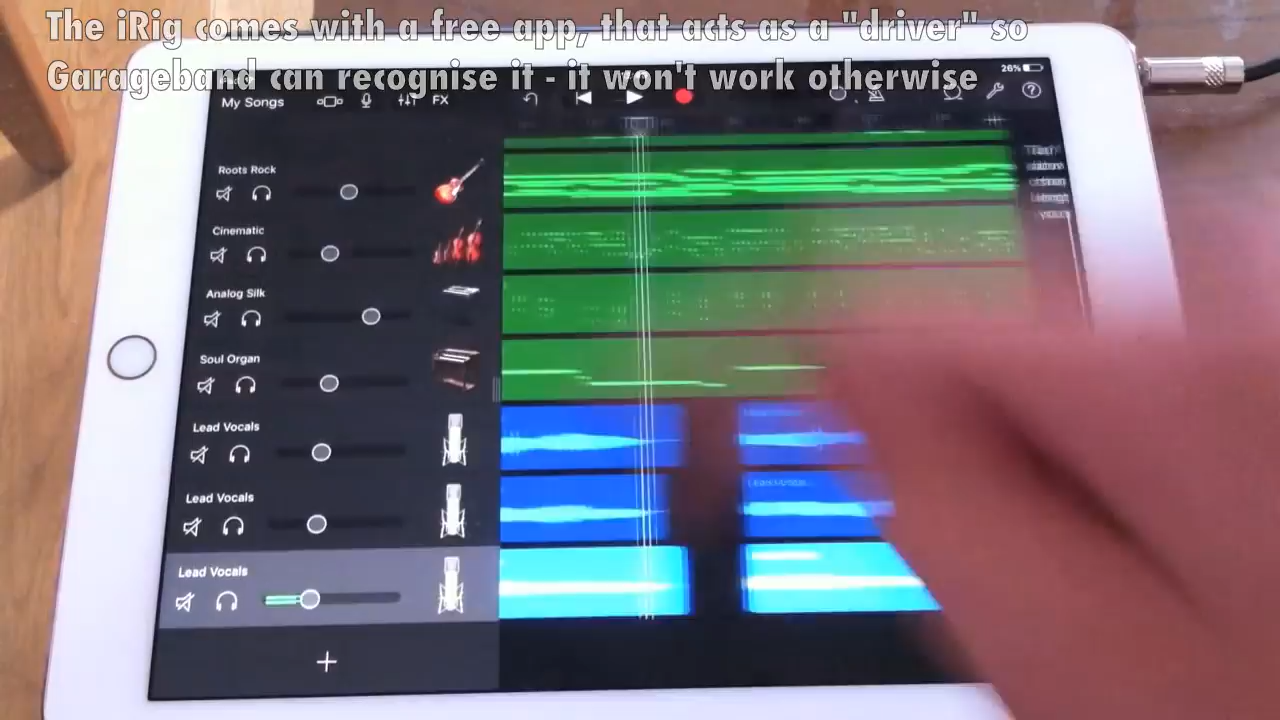 The iRig comes with a free app, that acts as a "driver" so
Garageband can recognise it - it won't work otherwise
26%
My Songs
FX
?
Roots Rock
Cinematic
Analog Silk
Soul Organ
Lead Vocals
Lead Vocals
Lead Vocals
+